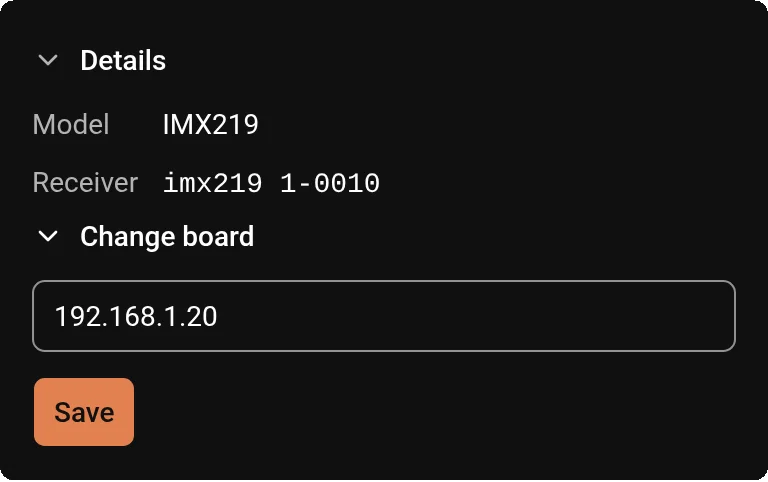 Details
Model IMX219
Receiver imx219 1-0010
Change board
192.168.1.20
Save